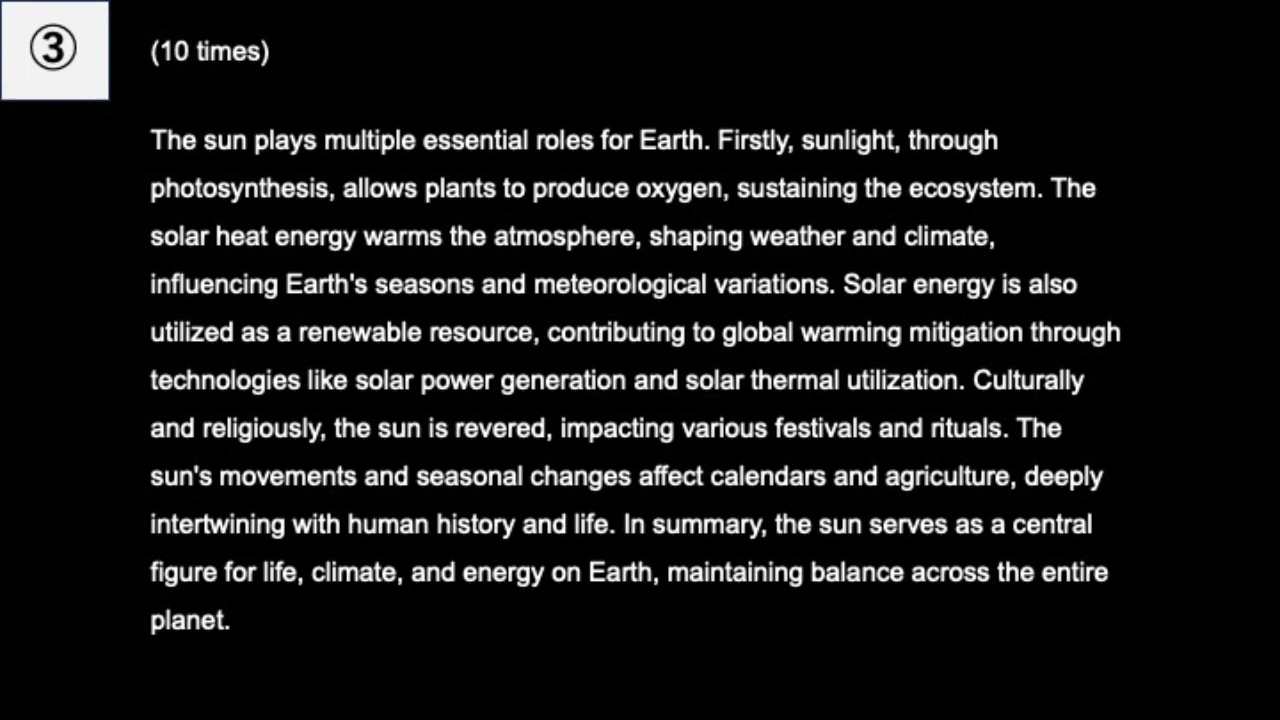 ③
(10 times)
The sun plays multiple essential roles for Earth. Firstly, sunlight, through
photosynthesis, allows plants to produce oxygen, sustaining the ecosystem. The
solar heat energy warms the atmosphere, shaping weather and climate,
influencing Earth's seasons and meteorological variations. Solar energy is also
utilized as a renewable resource, contributing to global warming mitigation through
technologies like solar power generation and solar thermal utilization. Culturally
and religiously, the sun is revered, impacting various festivals and rituals. The
sun's movements and seasonal changes affect calendars and agriculture, deeply
intertwining with human history and life. In summary, the sun serves as a central
figure for life, climate, and energy on Earth, maintaining balance across the entire
planet.